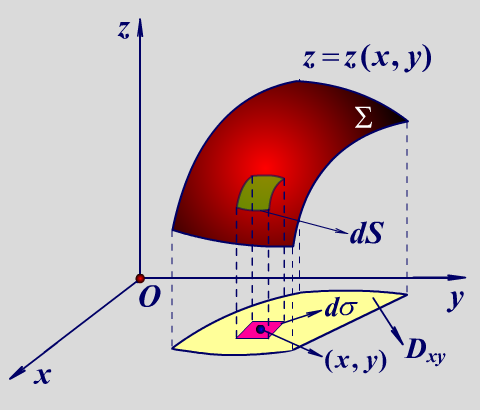 z
z = z(x, y)
Σ
dS
O
y
dσ
(x, y)
D_xy
x